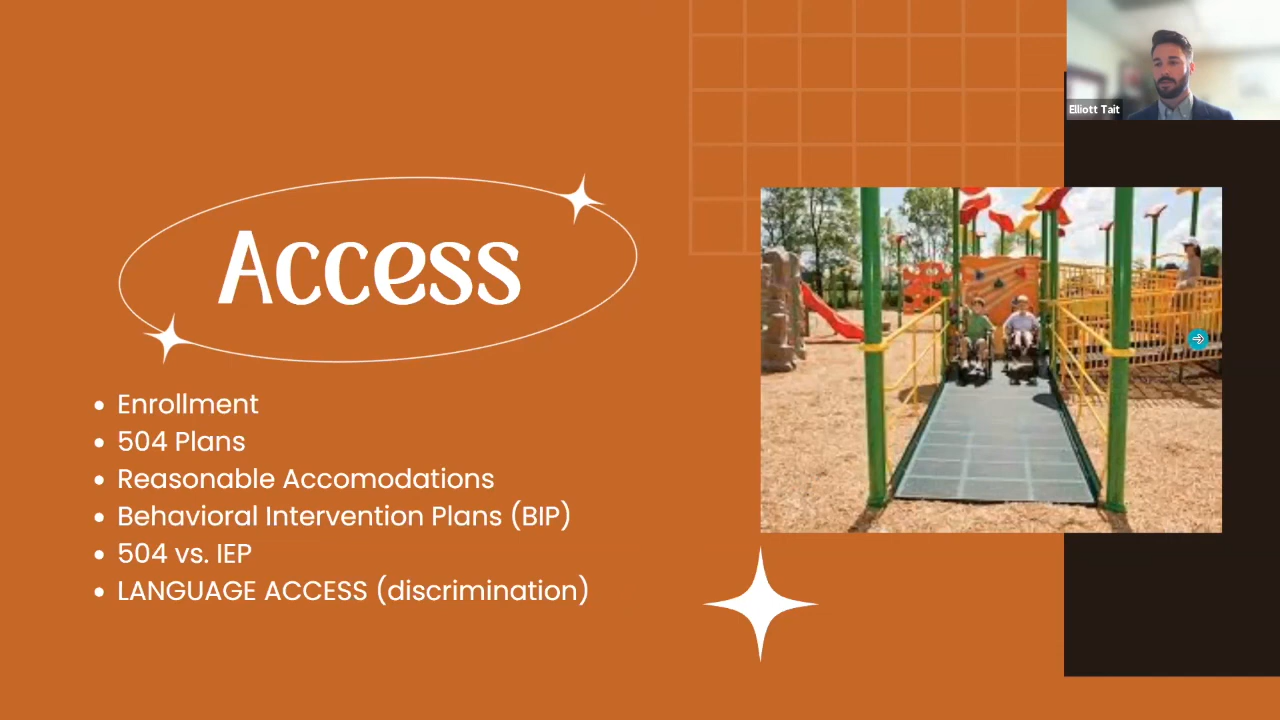 Elliott Tait
Access
• Enrollment
• 504 Plans
• Reasonable Accomodations
• Behavioral Intervention Plans (BIP)
• 504 vs. IEP
• LANGUAGE ACCESS (discrimination)